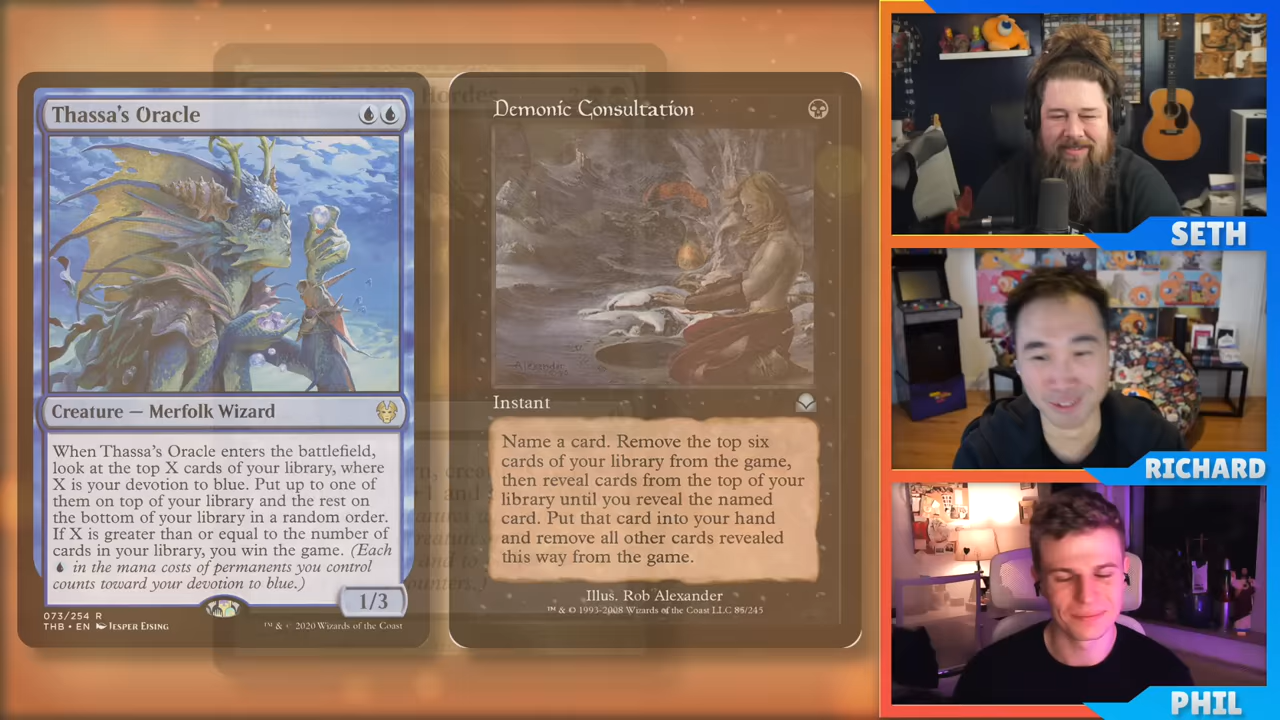 Thassa's Oracle
Creature — Merfolk Wizard
When Thassa's Oracle enters the battlefield,
look at the top X cards of your library, where
X is your devotion to blue. Put up to one of
them on top of your library and the rest on
the bottom of your library in a random order.
If X is greater than or equal to the number of
cards in your library, you win the game. (Each
in the mana costs of permanents you control
counts toward your devotion to blue.)
1/3
073/254 R
THB • EN JESPER EJSING
™ & © 2020 Wizards of the Coast
Demonic Consultation
Instant
Name a card. Remove the top six
cards of your library from the game,
then reveal cards from the top of your
library until you reveal the named
card. Put that card into your hand
and remove all other cards revealed
this way from the game.
Illus. Rob Alexander
™ & © 1993-2008 Wizards of the Coast LLC 85/245
SETH
RICHARD
PHIL